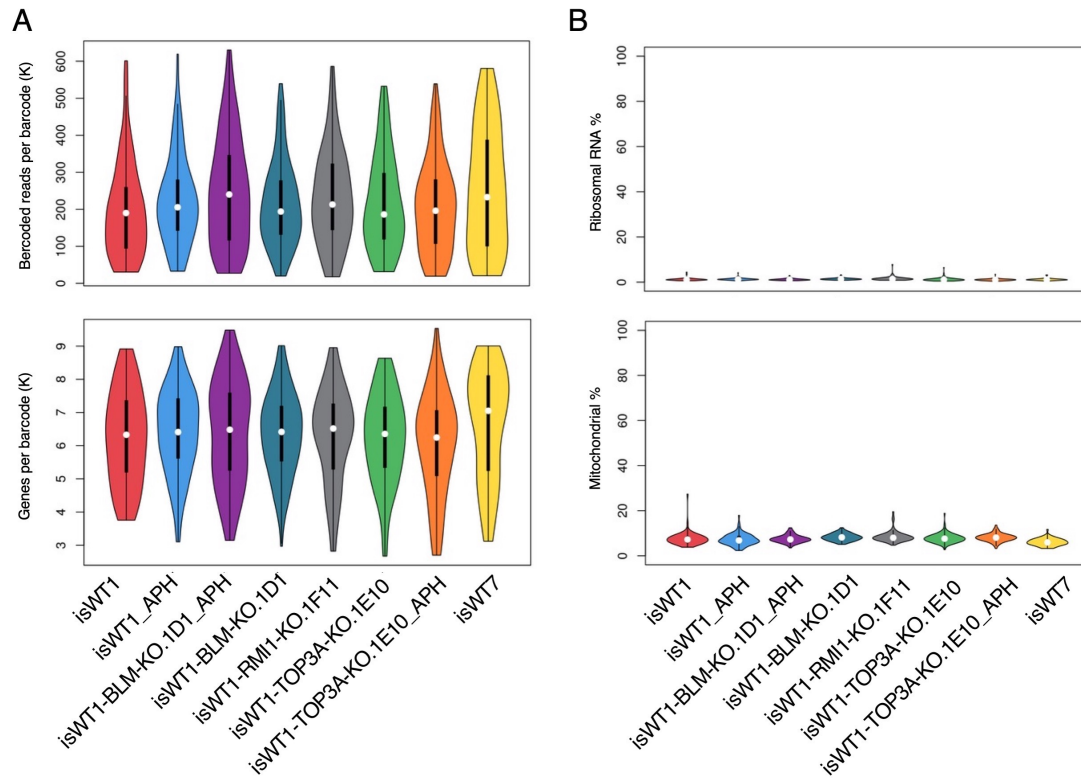 A
B
Bercoded reads per barcode (K)
600
500
400
300
200
100
0
Genes per barcode (K)
9
8
7
6
5
4
3
isWT1
isWT1_APH
isWT1-BLM-KO.1D1_APH
isWT1-BLM-KO.1D1
isWT1-RMI1-KO.1F11
isWT1-TOP3A-KO.1E10
isWT1-TOP3A-KO.1E10_APH
isWT7
Ribosomal RNA %
100
80
60
40
20
0
Mitochondrial %
100
80
60
40
20
0
isWT1
isWT1_APH
isWT1-BLM-KO.1D1_APH
isWT1-BLM-KO.1D1
isWT1-RMI1-KO.1F11
isWT1-TOP3A-KO.1E10
isWT1-TOP3A-KO.1E10_APH
isWT7